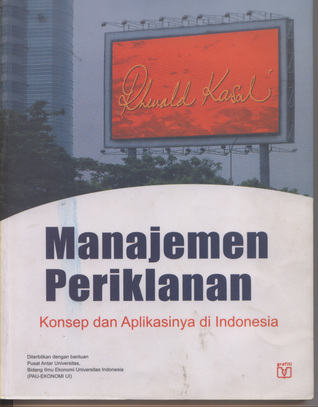 Rhenald Kasali
Manajemen
Periklanan
Konsep dan Aplikasinya di Indonesia
Diterbitkan dengan bantuan
Pusat Antar Universitas,
Bidang Ilmu Ekonomi Universitas Indonesia
(PAU-EKONOMI UI)
grafiti